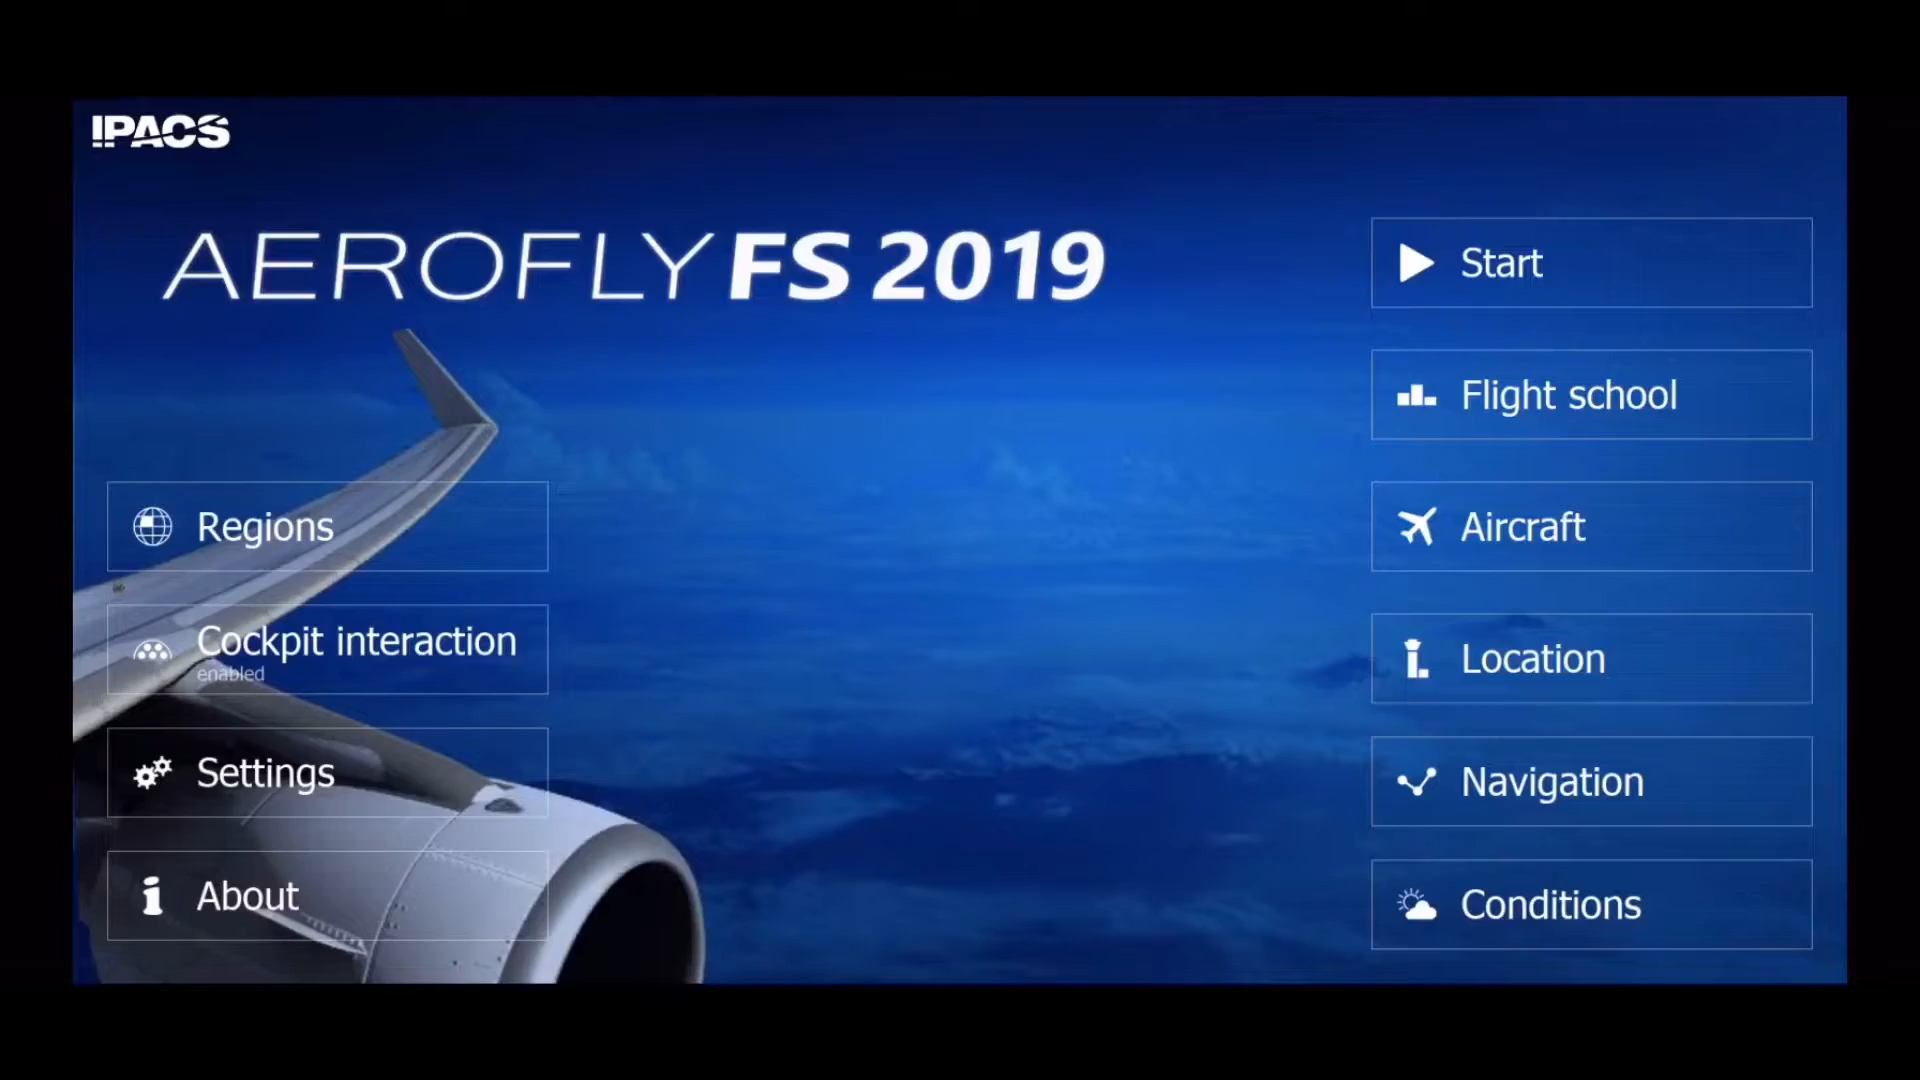 IPACS
AEROFLY FS 2019
Start
Flight school
Aircraft
Location
Navigation
Conditions
Regions
Cockpit interaction
enabled
Settings
About